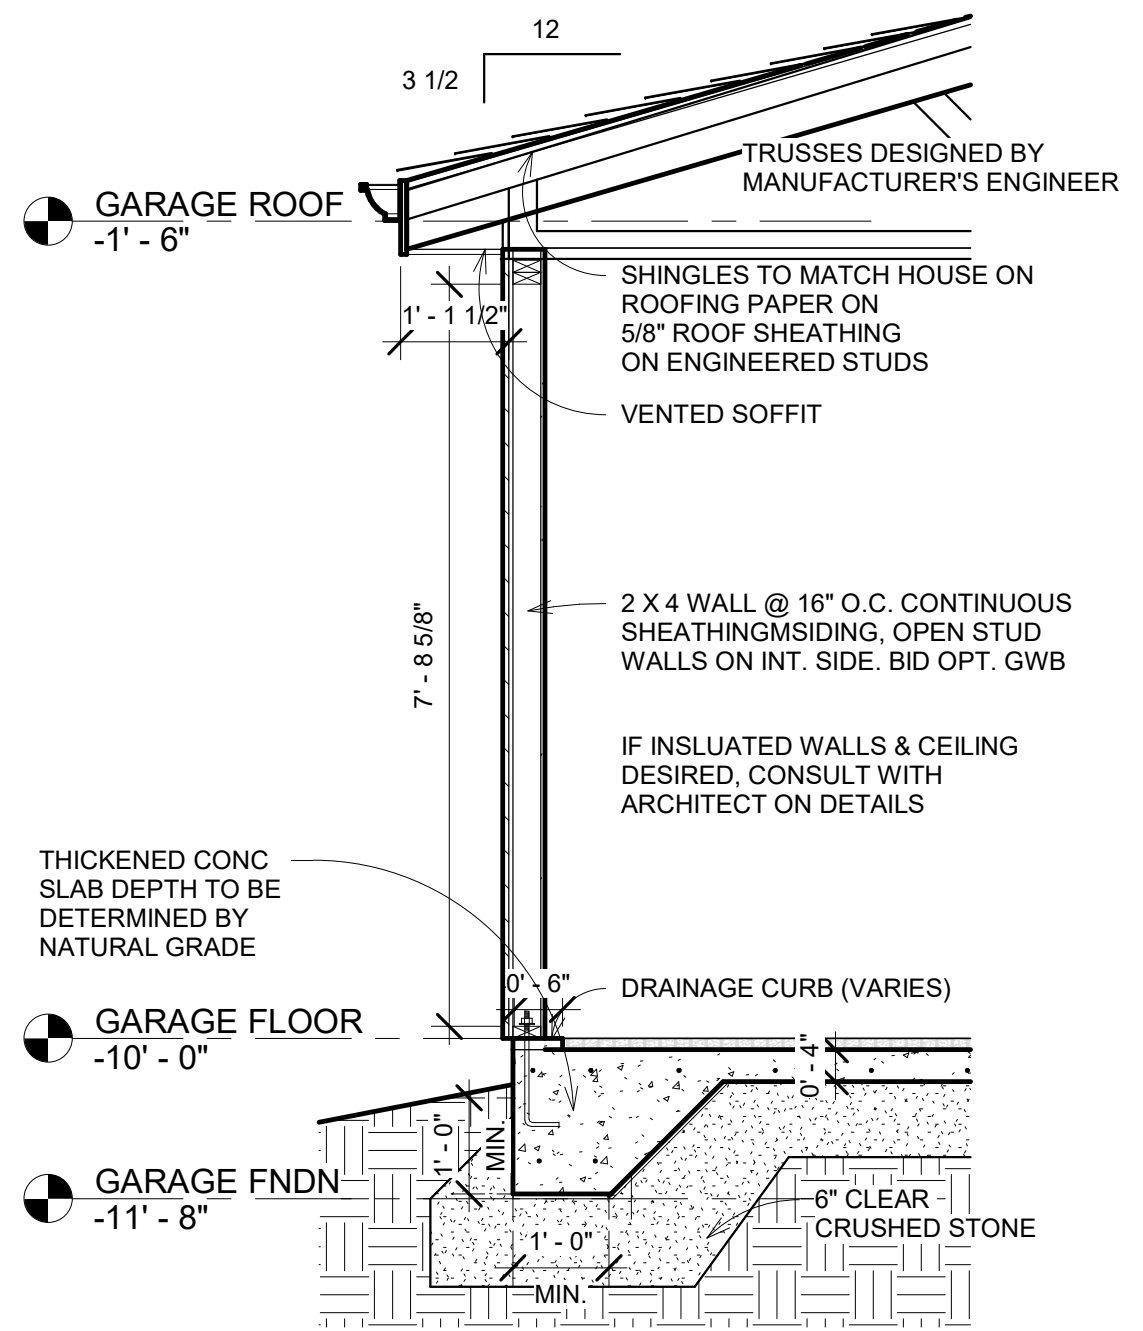 12
3 1/2
TRUSSES DESIGNED BY
MANUFACTURER'S ENGINEER
GARAGE ROOF
-1' - 6"
SHINGLES TO MATCH HOUSE ON
ROOFING PAPER ON
5/8" ROOF SHEATHING
ON ENGINEERED STUDS
1' - 1 1/2"
VENTED SOFFIT
7' - 8 5/8"
2 X 4 WALL @ 16" O.C. CONTINUOUS
SHEATHINGMSIDING, OPEN STUD
WALLS ON INT. SIDE. BID OPT. GWB
IF INSLUATED WALLS & CEILING
DESIRED, CONSULT WITH
ARCHITECT ON DETAILS
THICKENED CONC
SLAB DEPTH TO BE
DETERMINED BY
NATURAL GRADE
0' - 6"
DRAINAGE CURB (VARIES)
GARAGE FLOOR
-10' - 0"
0' - 4"
1' - 0"
MIN.
GARAGE FNDN
-11' - 8"
6" CLEAR
CRUSHED STONE
1' - 0"
MIN.